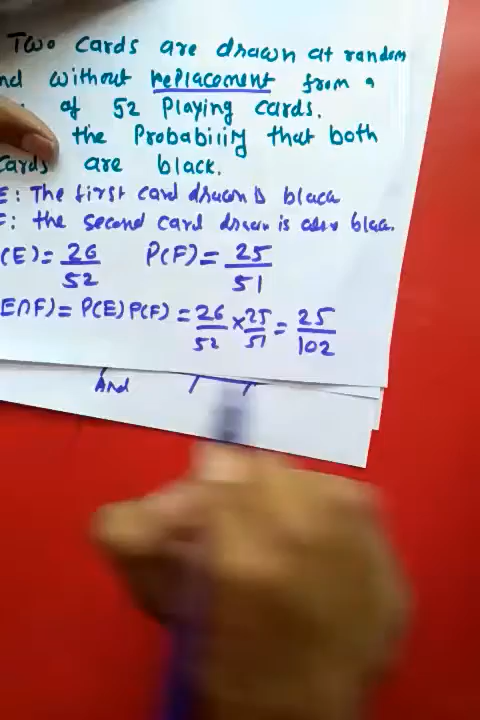 Two cards are drawn at random
nd without replacement from a
of 52 Playing cards.
the Probability that both
Cards are black.
E: The first card drawn is black
F: the second card drawn is also black.
(E)= 26/52 P(F)= 25/51
E∩F)= P(E) P(F) = 26/52 × 25/51 = 25/102
And